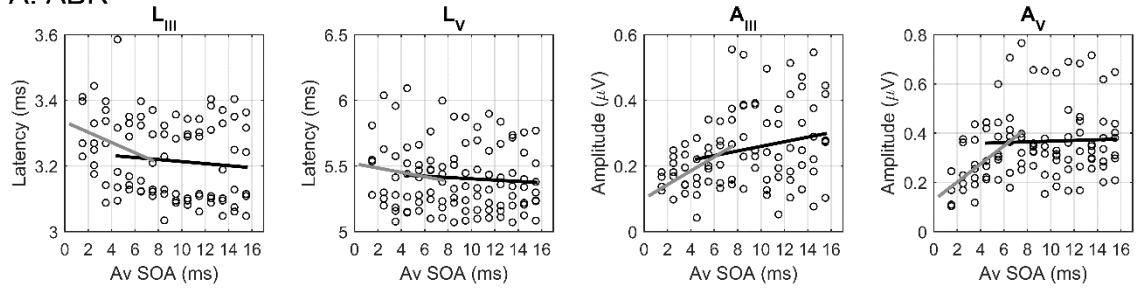 A. ABR
L_III L_V A_III A_V
3.6 6.5 0.6 0.8
3.4 6 0.4 0.6
3.2 5.5 0.2 0.4
0.2
3 5 0 0
Latency (ms) Latency (ms) Amplitude (μV) Amplitude (μV)
0 2 4 6 8 10 12 14 16 0 2 4 6 8 10 12 14 16 0 2 4 6 8 10 12 14 16 0 2 4 6 8 10 12 14 16
Av SOA (ms) Av SOA (ms) Av SOA (ms) Av SOA (ms)